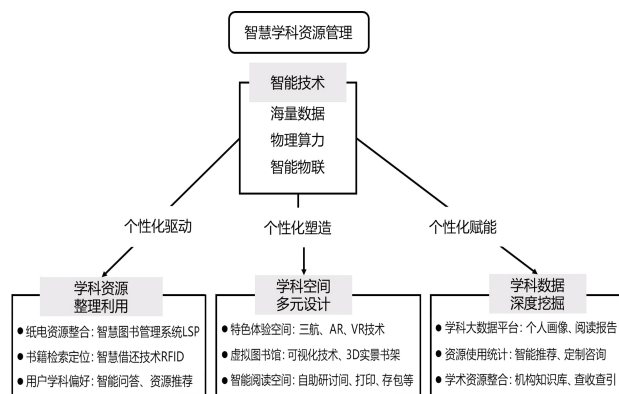 智慧学科资源管理
智能技术
海量数据
物理算力
智能物联
个性化驱动
个性化塑造
个性化赋能
学科资源
整理利用
纸电资源整合：智慧图书管理系统LSP
书籍检索定位：智慧借还技术RFID
用户学科偏好：智能问答、资源推荐
学科空间
多元设计
特色体验空间：三航、AR、VR技术
虚拟图书馆：可视化技术、3D实景书架
智能阅读空间：自助研讨间、打印、存包等
学科数据
深度挖掘
学科大数据平台：个人画像、阅读报告
资源使用统计：智能推荐、定制咨询
学术资源整合：机构知识库、查收查引